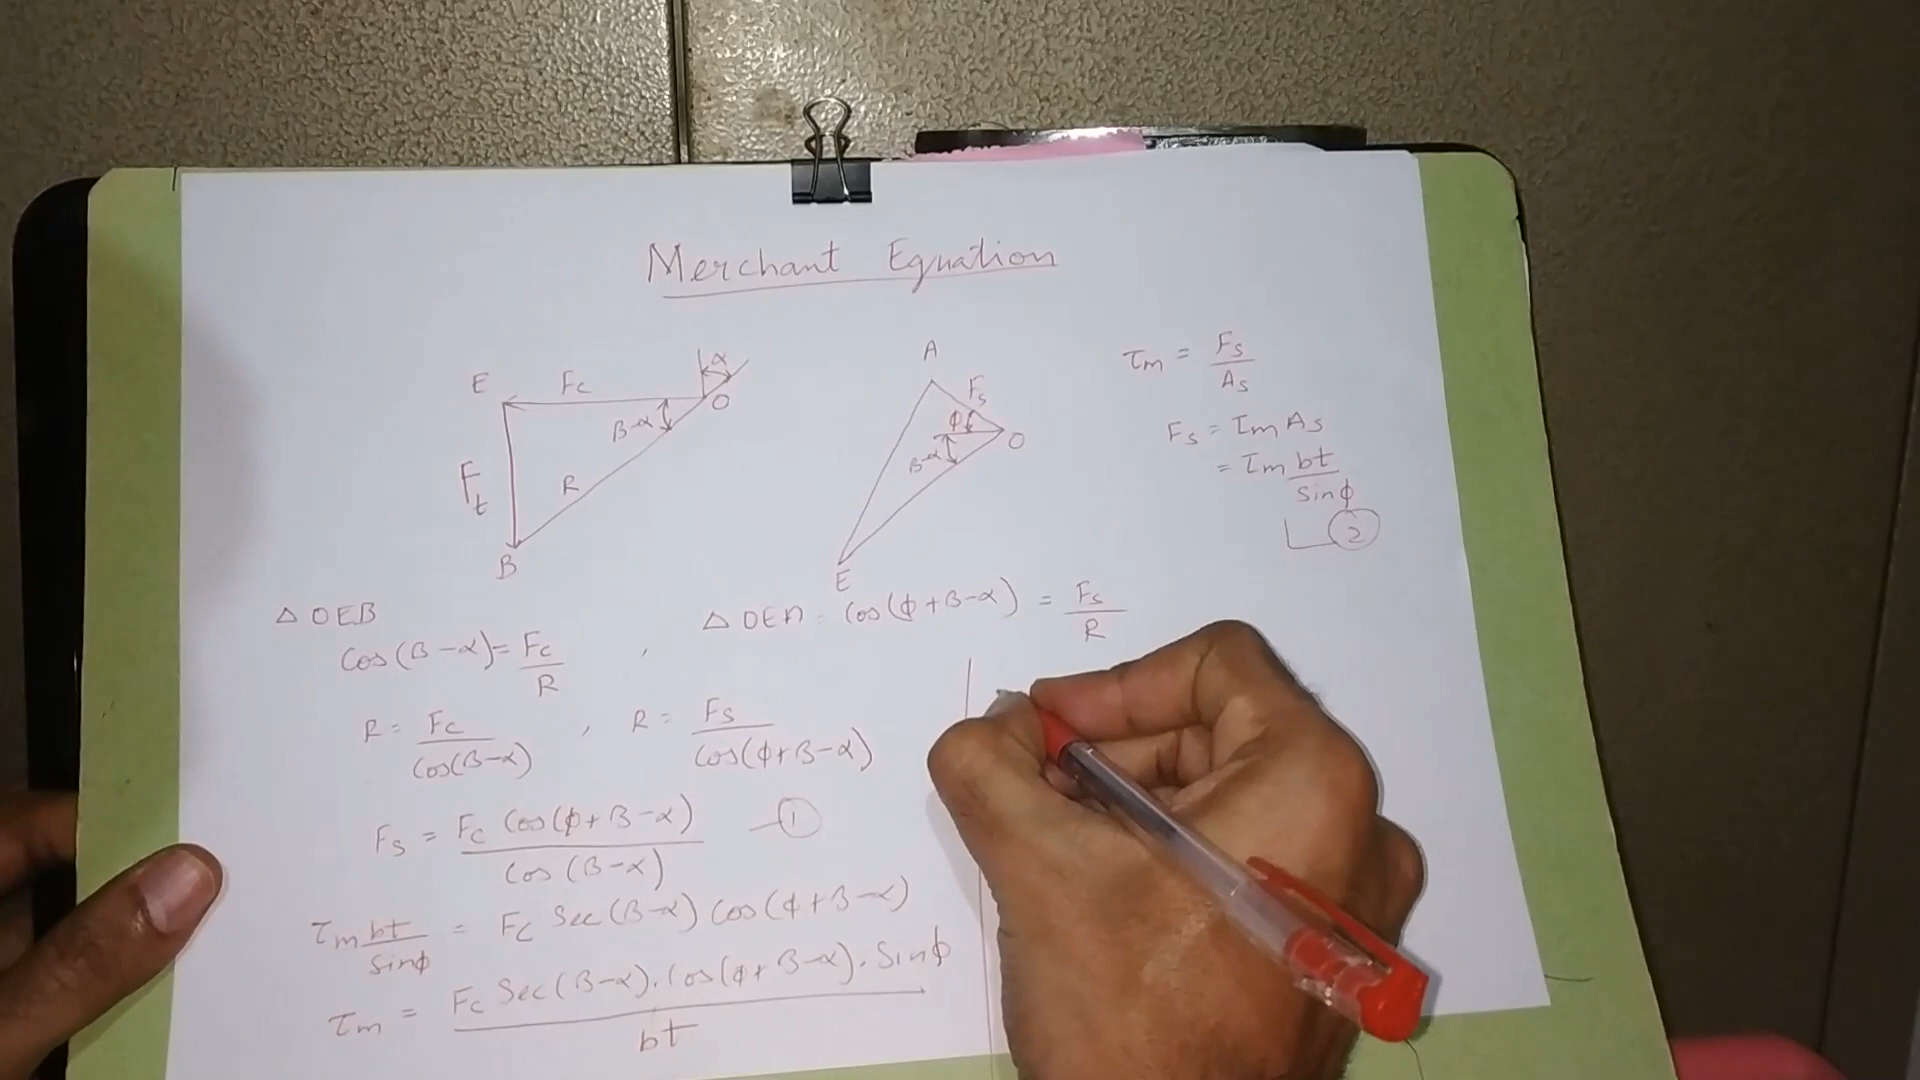 Merchant Equation
E Fc α O
β-α
Ft R
B
A
Fs
φ O
β-α
E
τm = Fs / As
Fs = τm As
= τm bt / sinφ
2
△ OEB
cos(β-α) = Fc / R ,
△ OEA - cos(φ+β-α) = Fs / R
R = Fc / cos(β-α) , R = Fs / cos(φ+β-α)
Fs = Fc cos(φ+β-α) / cos(β-α) — 1
τm bt / sinφ = Fc Sec(β-α) cos(φ+β-α)
τm = Fc Sec(β-α). cos(φ+β-α). Sinφ / bt